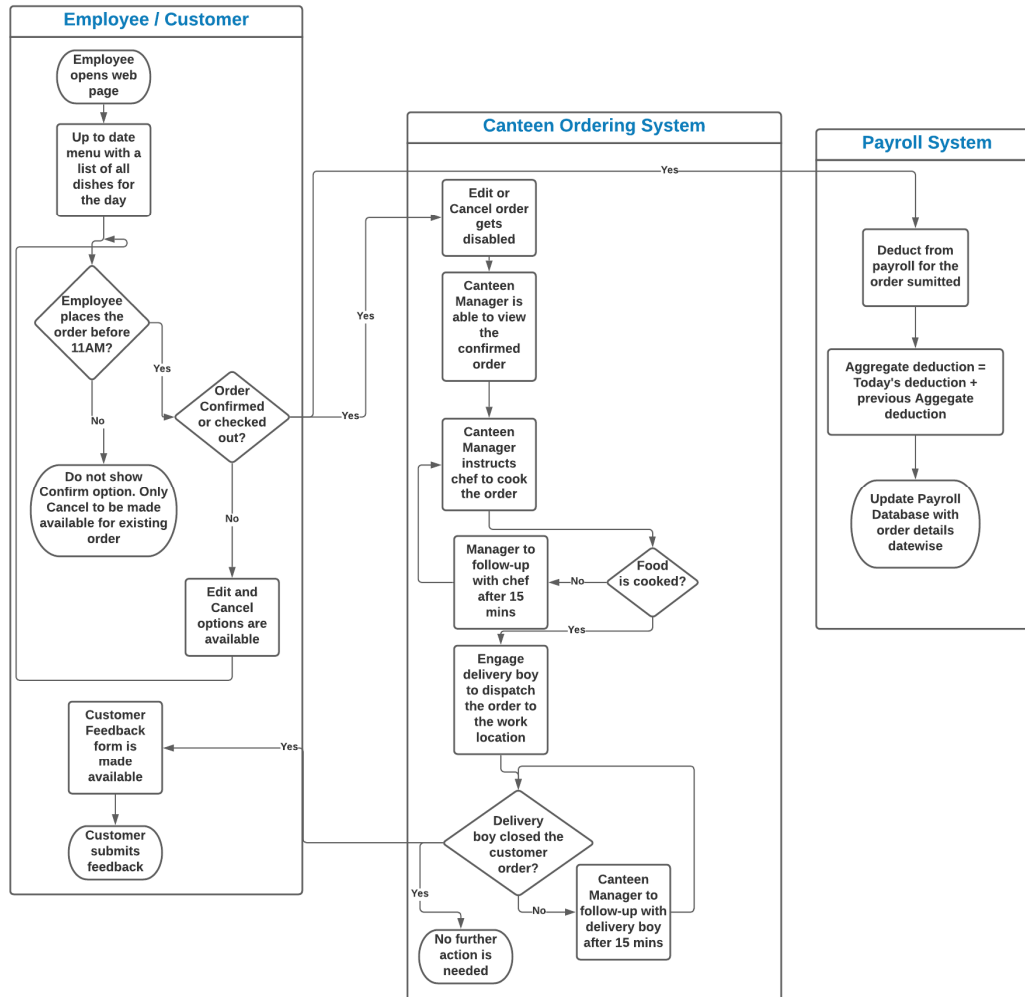 Employee / Customer
Employee
opens web
page
Up to date
menu with a
list of all
dishes for
the day
Employee
places the
order before
11AM?
Yes
No
Order
Confirmed
or checked
out?
Yes
Yes
Yes
No
Do not show
Confirm option. Only
Cancel to be made
available for existing
order
Edit and
Cancel
options are
available
Customer
Feedback
form is
made
available
Customer
submits
feedback
Canteen Ordering System
Edit or
Cancel order
gets
disabled
Canteen
Manager is
able to view
the
confirmed
order
Canteen
Manager
instructs
chef to cook
the order
Food
is cooked?
No
Manager to
follow-up
with chef
after 15
mins
Yes
Engage
delivery boy
to dispatch
the order to
the work
location
Delivery
boy closed the
customer
order?
Yes
Yes
No
Canteen
Manager to
follow-up with
delivery boy
after 15 mins
No further
action is
needed
Payroll System
Deduct from
payroll for the
order sumitted
Aggregate deduction =
Today's deduction +
previous Aggegate
deduction
Update Payroll
Database with
order details
datewise